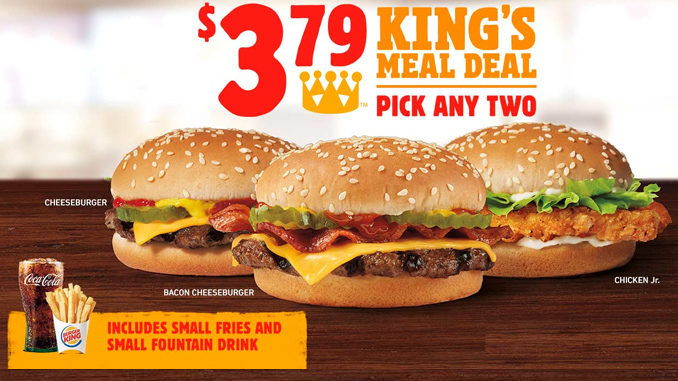 $3.79
KING'S
MEAL DEAL
™
PICK ANY TWO
CHEESEBURGER
BACON CHEESEBURGER
CHICKEN Jr.
Coca-Cola
BURGER
KING
INCLUDES SMALL FRIES AND
SMALL FOUNTAIN DRINK